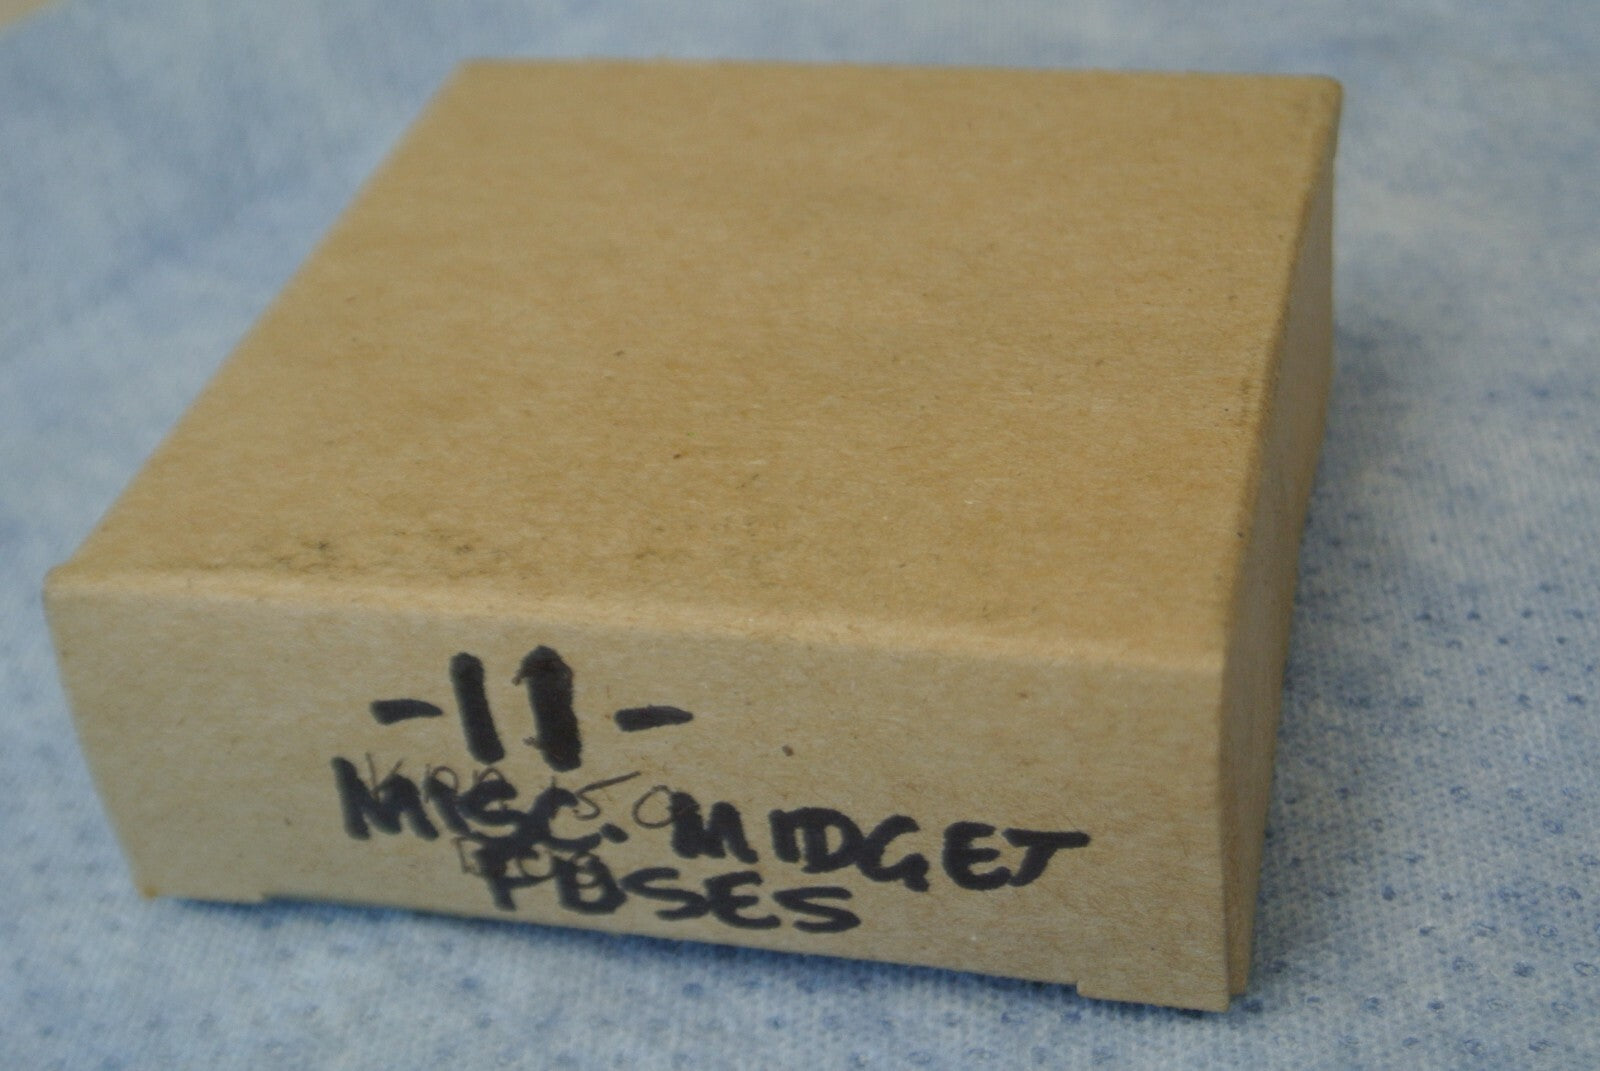 -11-
MISC. MIDGET
FUSES